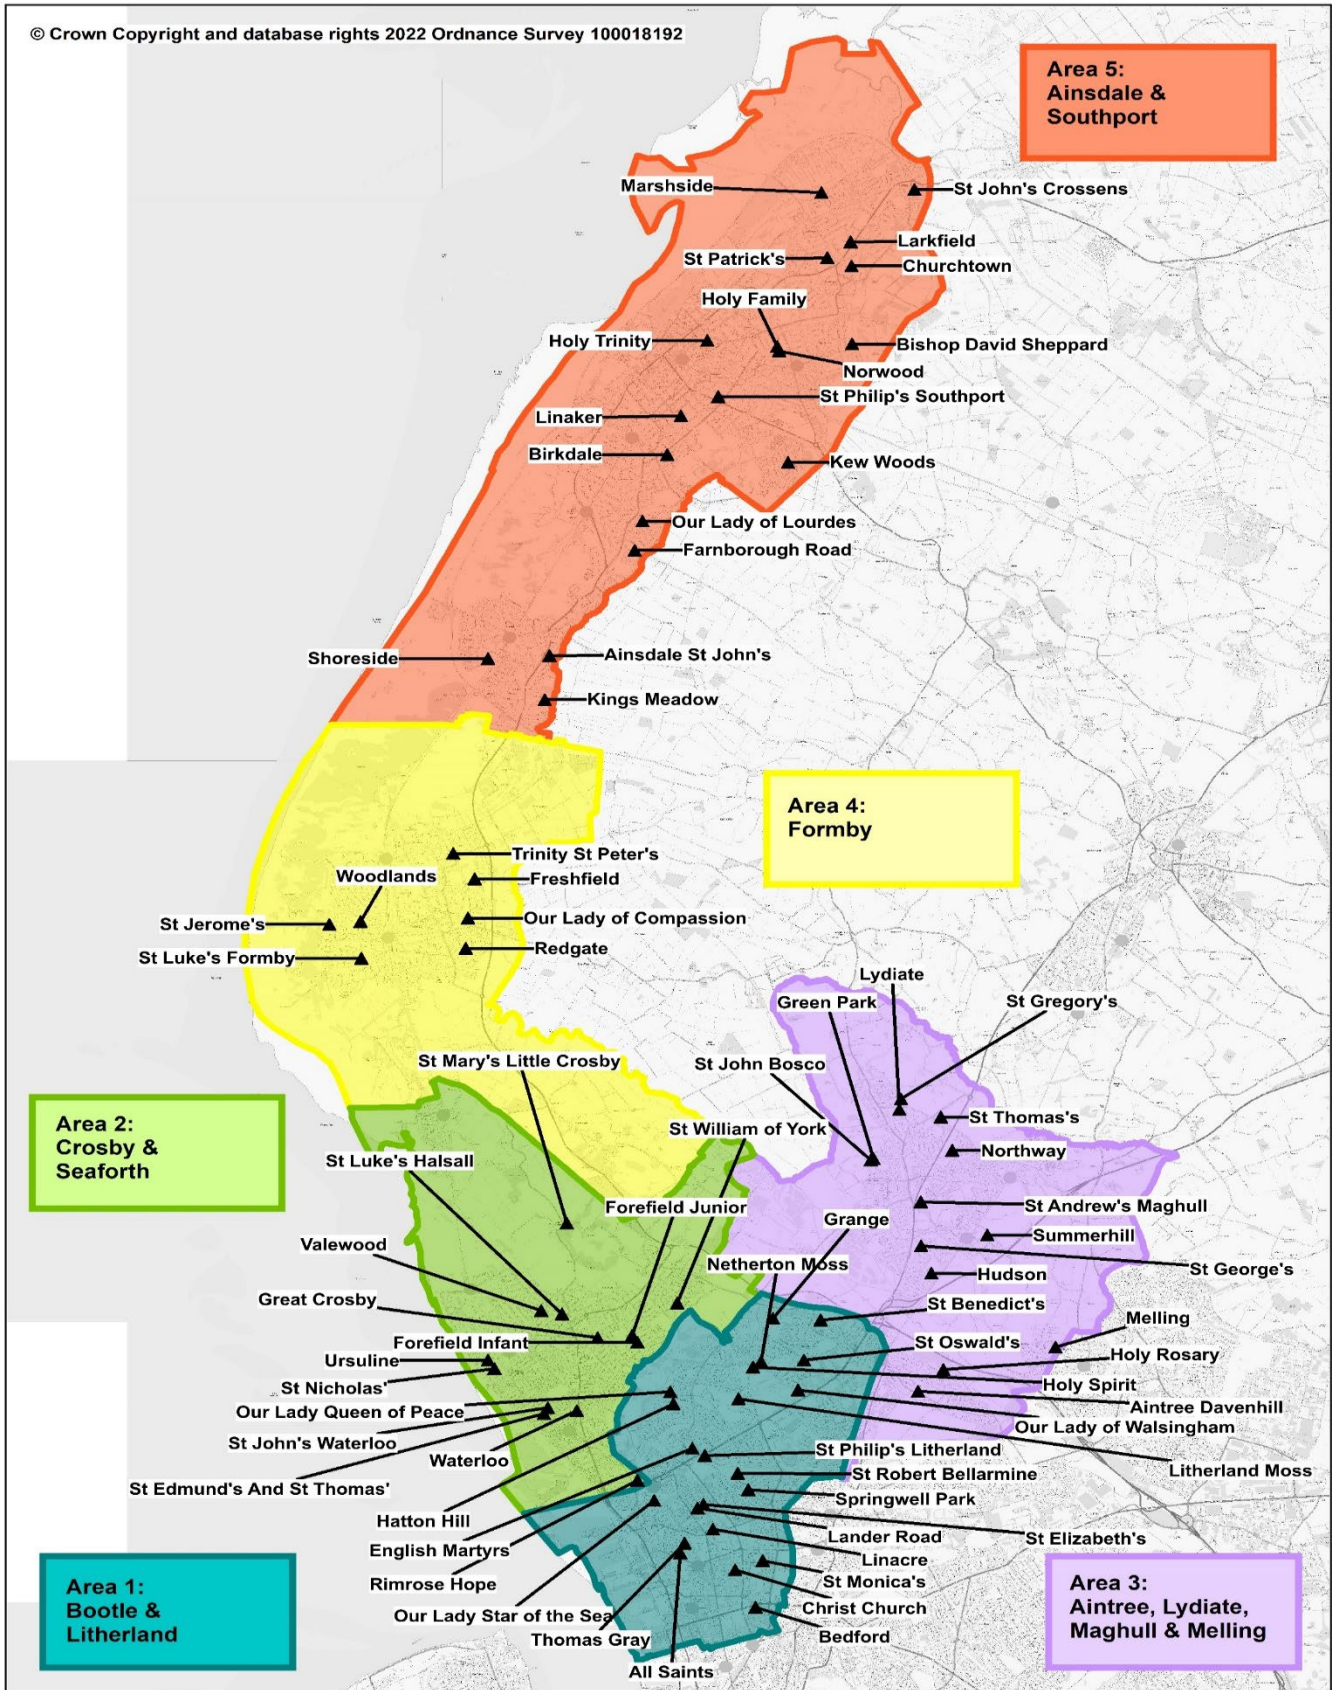 © Crown Copyright and database rights 2022 Ordnance Survey 100018192
Area 5:
Ainsdale &
Southport
Marshside
St John's Crossens
Larkfield
St Patrick's
Churchtown
Holy Family
Holy Trinity
Bishop David Sheppard
Norwood
St Philip's Southport
Linaker
Birkdale
Kew Woods
Our Lady of Lourdes
Farnborough Road
Shoreside
Ainsdale St John's
Kings Meadow
Area 4:
Formby
Trinity St Peter's
Woodlands
Freshfield
St Jerome's
Our Lady of Compassion
St Luke's Formby
Redgate
Lydiate
Green Park
St Gregory's
St Mary's Little Crosby
St John Bosco
Area 2:
Crosby &
Seaforth
St Thomas's
St William of York
Northway
St Luke's Halsall
Forefield Junior
St Andrew's Maghull
Grange
Summerhill
Valewood
Netherton Moss
St George's
Hudson
Great Crosby
St Benedict's
Melling
Forefield Infant
St Oswald's
Ursuline
Holy Rosary
St Nicholas'
Holy Spirit
Our Lady Queen of Peace
Aintree Davenhill
Our Lady of Walsingham
St John's Waterloo
Waterloo
St Philip's Litherland
Litherland Moss
St Edmund's And St Thomas'
St Robert Bellarmine
Springwell Park
Hatton Hill
Lander Road
St Elizabeth's
English Martyrs
Linacre
Rimrose Hope
St Monica's
Our Lady Star of the Sea
Christ Church
Thomas Gray
Bedford
All Saints
Area 1:
Bootle &
Litherland
Area 3:
Aintree, Lydiate,
Maghull & Melling